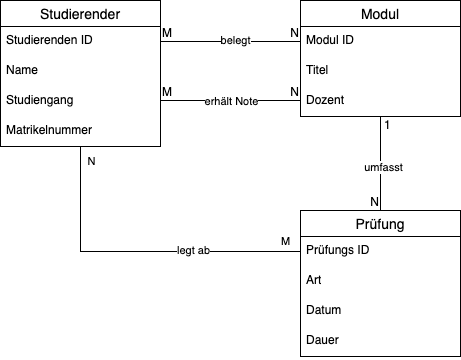 Studierender
Studierenden ID
Name
Studiengang
Matrikelnummer
M
belegt
N
M
erhält Note
N
Modul
Modul ID
Titel
Dozent
1
umfasst
N
N
legt ab
M
Prüfung
Prüfungs ID
Art
Datum
Dauer